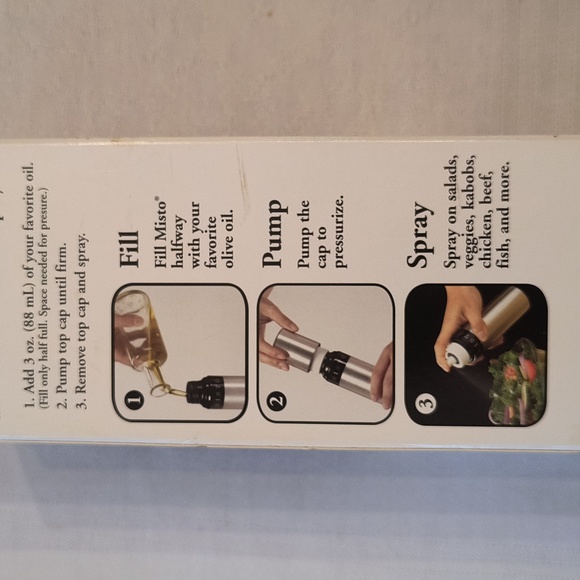 1. Add 3 oz. (88 mL) of your favorite oil.
(Fill only half full. Space needed for presure.)
2. Pump top cap until firm.
3. Remove top cap and spray.
1
Fill
Fill Misto®
halfway
with your
favorite
olive oil.
2
Pump
Pump the
cap to
pressurize.
3
Spray
Spray on salads,
veggies, kabobs,
chicken, beef,
fish, and more.